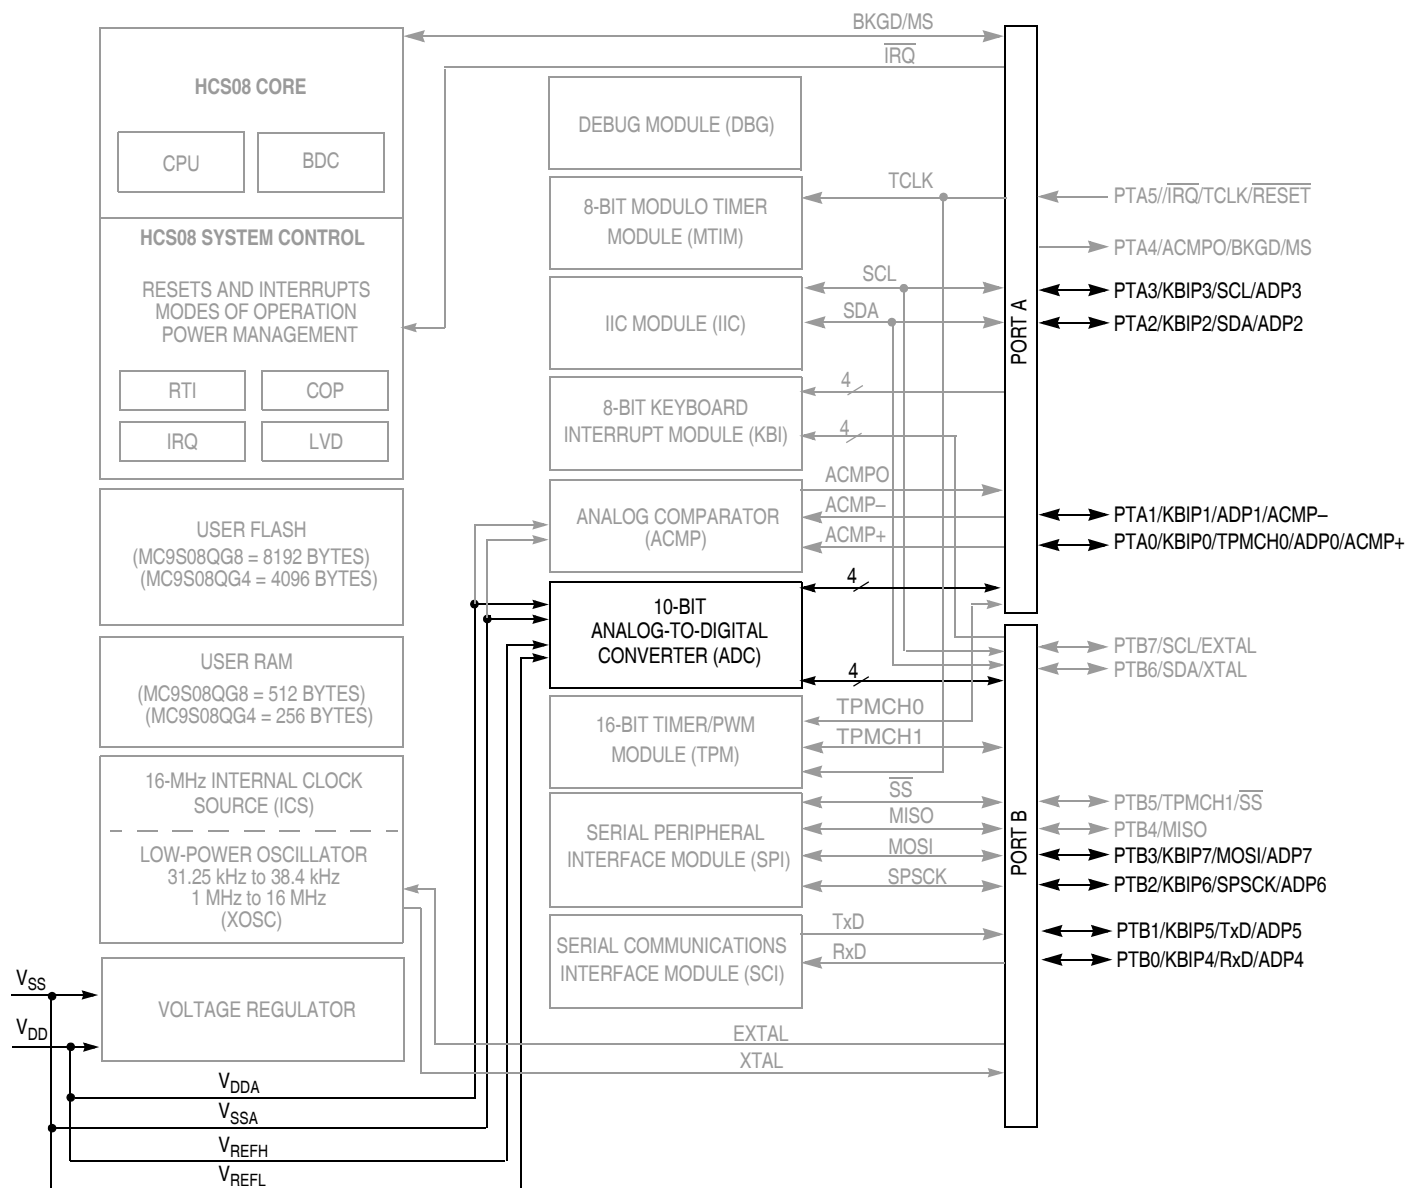 BKGD/MS
IRQ
HCS08 CORE
CPU
BDC
HCS08 SYSTEM CONTROL
RESETS AND INTERRUPTS
MODES OF OPERATION
POWER MANAGEMENT
RTI
COP
IRQ
LVD
USER FLASH
(MC9S08QG8 = 8192 BYTES)
(MC9S08QG4 = 4096 BYTES)
USER RAM
(MC9S08QG8 = 512 BYTES)
(MC9S08QG4 = 256 BYTES)
16-MHz INTERNAL CLOCK
SOURCE (ICS)
LOW-POWER OSCILLATOR
31.25 kHz to 38.4 kHz
1 MHz to 16 MHz
(XOSC)
VOLTAGE REGULATOR
VSS
VDD
VDDA
VSSA
VREFH
VREFL
DEBUG MODULE (DBG)
8-BIT MODULO TIMER
MODULE (MTIM)
IIC MODULE (IIC)
8-BIT KEYBOARD
INTERRUPT MODULE (KBI)
ANALOG COMPARATOR
(ACMP)
10-BIT
ANALOG-TO-DIGITAL
CONVERTER (ADC)
16-BIT TIMER/PWM
MODULE (TPM)
SERIAL PERIPHERAL
INTERFACE MODULE (SPI)
SERIAL COMMUNICATIONS
INTERFACE MODULE (SCI)
TCLK
SCL
SDA
4
4
ACMPO
ACMP–
ACMP+
4
4
TPMCH0
TPMCH1
SS
MISO
MOSI
SPSCK
TxD
RxD
EXTAL
XTAL
PORT A
PORT B
PTA5//IRQ/TCLK/RESET
PTA4/ACMPO/BKGD/MS
PTA3/KBIP3/SCL/ADP3
PTA2/KBIP2/SDA/ADP2
PTA1/KBIP1/ADP1/ACMP–
PTA0/KBIP0/TPMCH0/ADP0/ACMP+
PTB7/SCL/EXTAL
PTB6/SDA/XTAL
PTB5/TPMCH1/SS
PTB4/MISO
PTB3/KBIP7/MOSI/ADP7
PTB2/KBIP6/SPSCK/ADP6
PTB1/KBIP5/TxD/ADP5
PTB0/KBIP4/RxD/ADP4